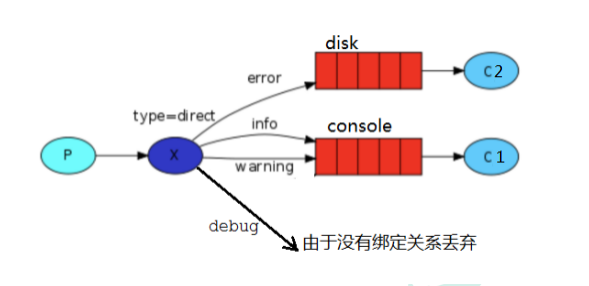 disk
error
C2
type=direct
info
console
P
X
warning
C1
debug
由于没有绑定关系丢弃